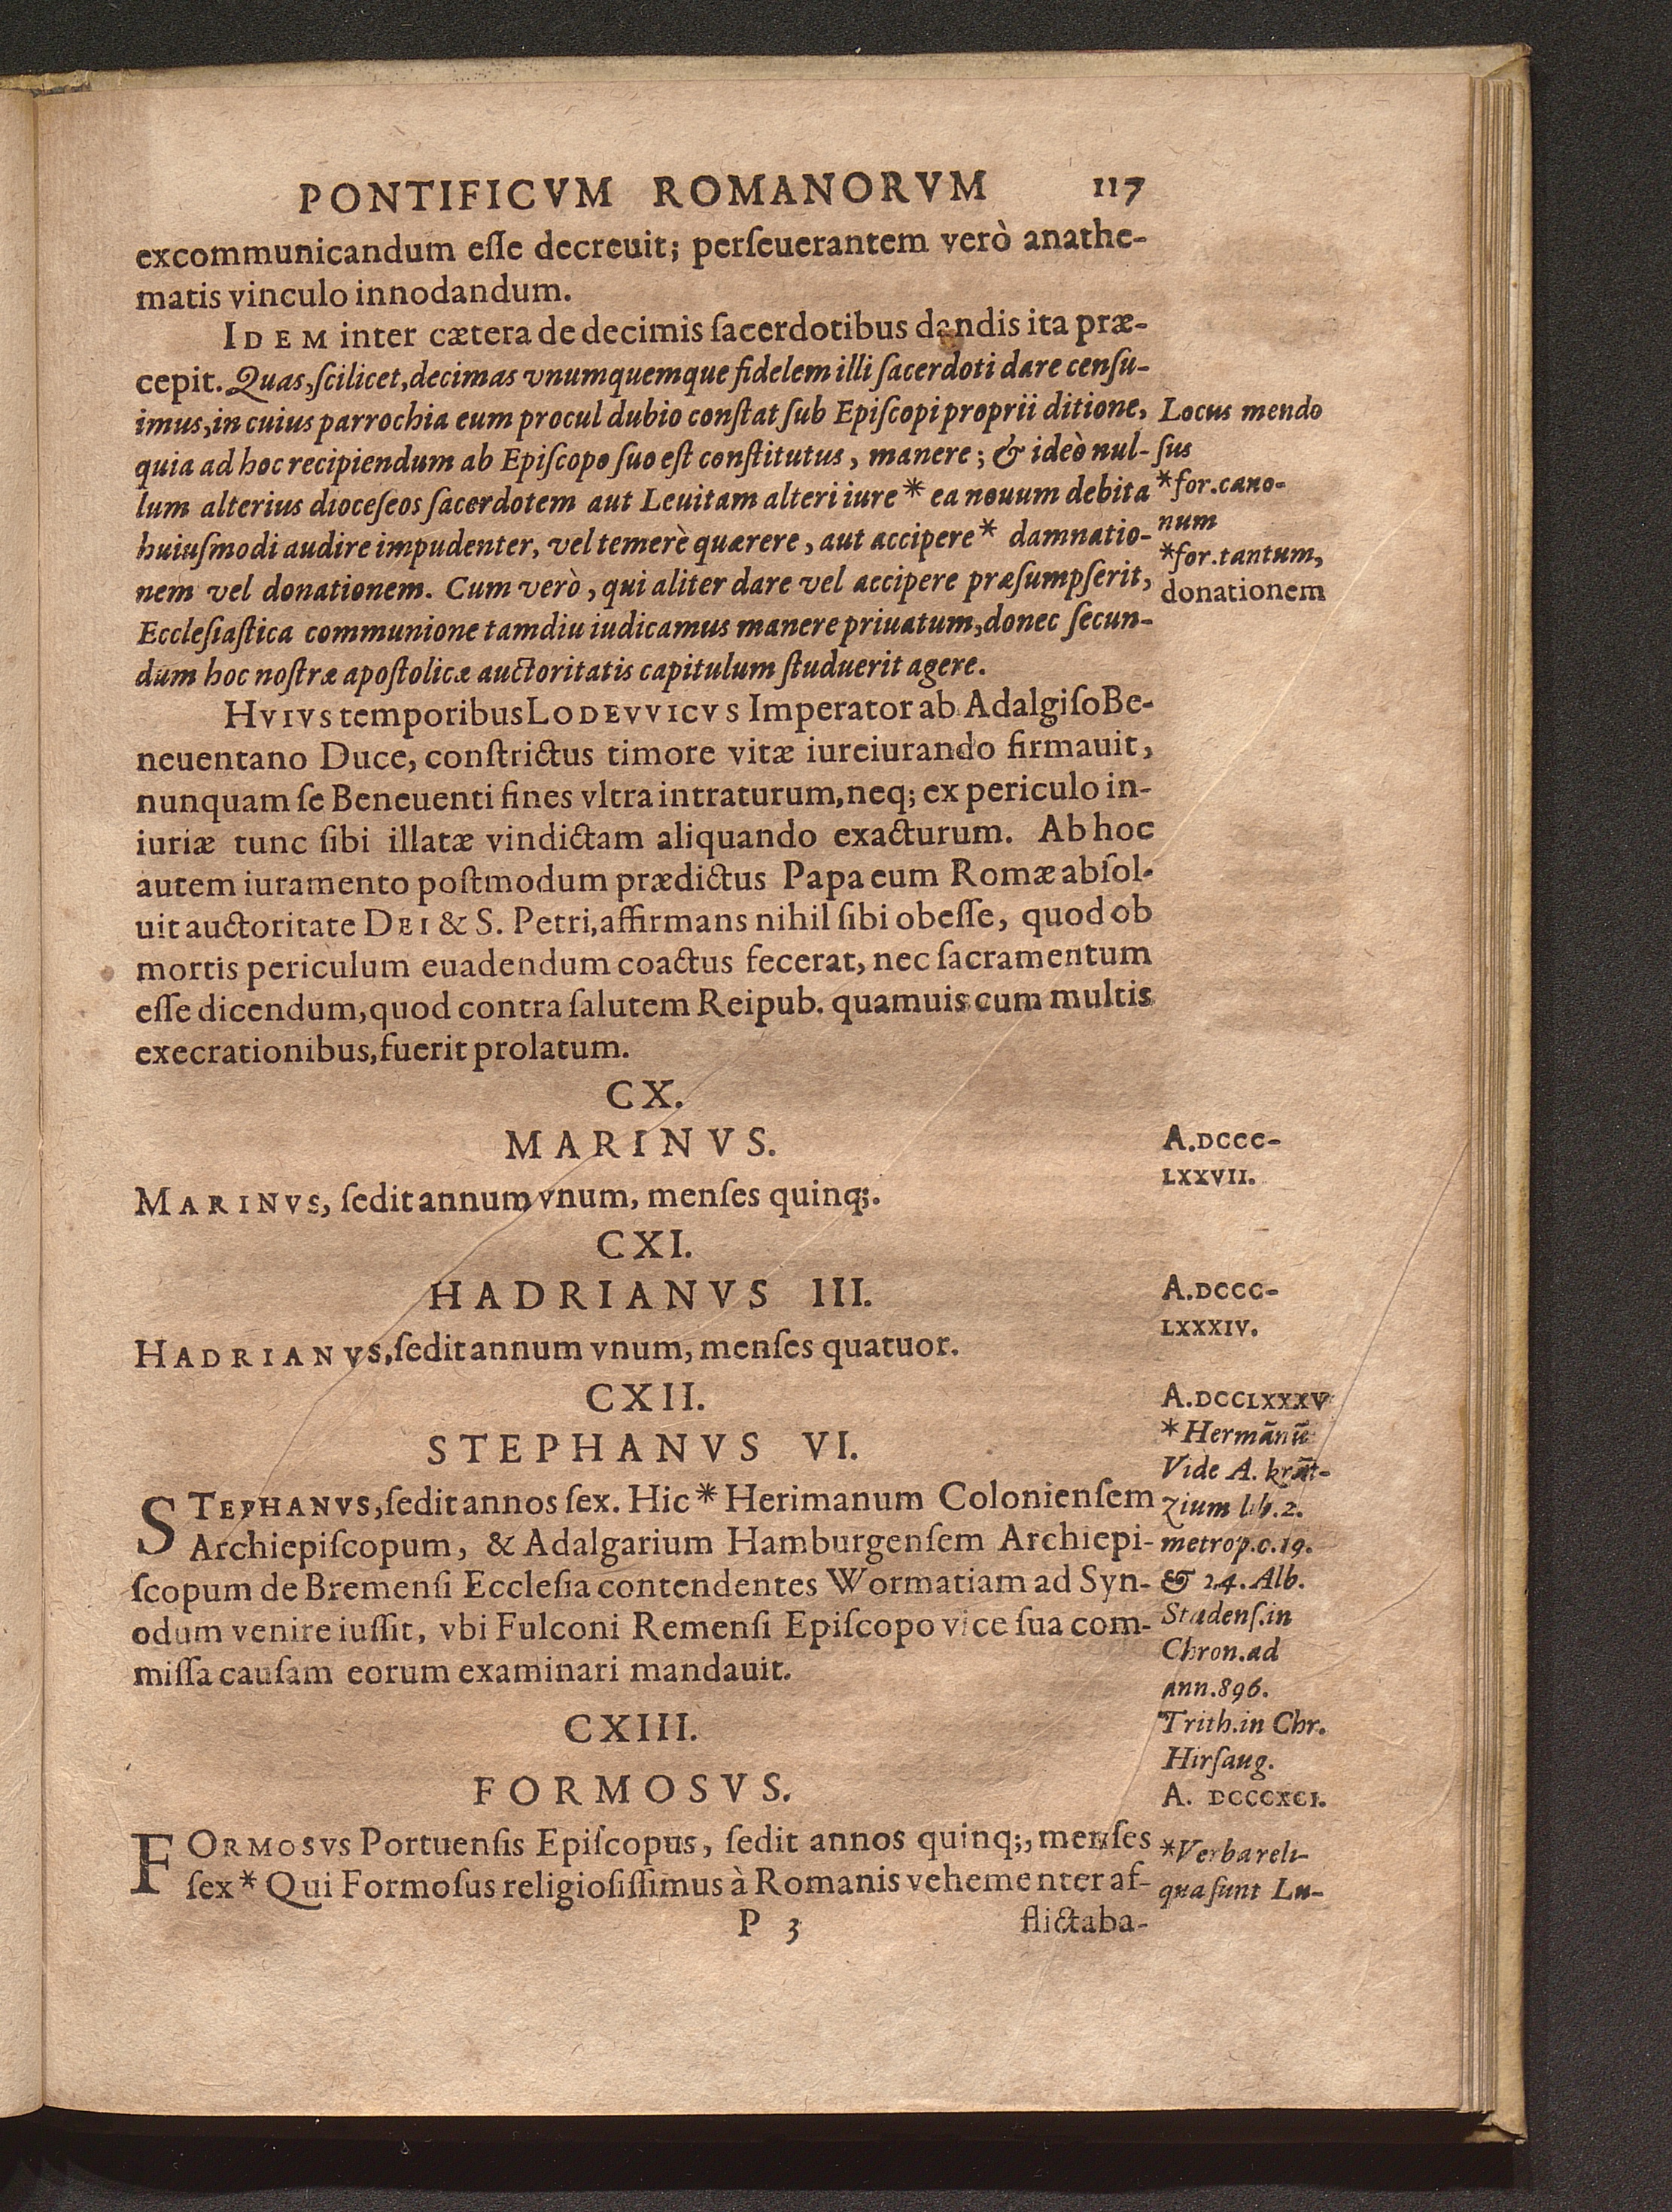 PONTIFICVM ROMANORVM 117
excommunicandum eſſe decreuit; perſeuerantem verò anathe-
matis vinculo innodandum.
IDEM inter cætera de decimis ſacerdotibus dandis ita præ-
cepit. Quas, ſcilicet, decimas vnumquemque fidelem illi ſacerdoti dare cenſu-
imus, in cuius parrochia eum procul dubio conſtat ſub Epiſcopi proprii ditione,
quia ad hoc recipiendum ab Epiſcopo ſuo eſt conſtitutus, manere; & ideò nul-
lum alterius dioceſeos ſacerdotem aut Leuitam alteri iure * ea nouum debita
huiuſmodi audire impudenter, vel temerè quærere, aut accipere * damnatio-
nem vel donationem. Cum verò, qui aliter dare vel accipere præſumpſerit,
Eccleſiaſtica communione tamdiu iudicamus manere priuatum, donec ſecun-
dum hoc noſtræ apoſtolicæ auctoritatis capitulum ſtuduerit agere.
Locus mendo
ſus
*for. cano-
num
*for. tantum,
donationem
HVIVS temporibus LODEVVICVS Imperator ab Adalgiſo Be-
neuentano Duce, conſtrictus timore vitæ iureiurando firmauit,
nunquam ſe Beneuenti fines vltra intraturum, neq; ex periculo in-
iuriæ tunc ſibi illatæ vindictam aliquando exacturum. Ab hoc
autem iuramento poſtmodum prædictus Papa eum Romæ abſol-
uit auctoritate DEI & S. Petri, affirmans nihil ſibi obeſſe, quod ob
mortis periculum euadendum coactus fecerat, nec ſacramentum
eſſe dicendum, quod contra ſalutem Reipub. quamuis cum multis
execrationibus, fuerit prolatum.
CX.
MARINVS.
A. DCCC-
LXXVII.
MARINVS, ſedit annum vnum, menſes quinq;.
CXI.
HADRIANVS III.
A. DCCC-
LXXXIV.
HADRIANVS, ſedit annum vnum, menſes quatuor.
CXII.
STEPHANVS VI.
A. DCCLXXXV
STEPHANVS, ſedit annos ſex. Hic * Herimanum Colonienſem
Archiepiſcopum, & Adalgarium Hamburgenſem Archiepi-
ſcopum de Bremenſi Eccleſia contendentes Wormatiam ad Syn-
odum venire iuſſit, vbi Fulconi Remenſi Epiſcopo vice ſua com-
miſſa cauſam eorum examinari mandauit.
*Hermãnũ
Vide A. krãt-
zium lib. 2.
metrop. c. 19.
& 24. Alb.
Stadenſ. in
Chron. ad
ann. 896.
Trith. in Chr.
Hirſaug.
CXIII.
FORMOSVS.
A. DCCCXCI.
FORMOSVS Portuenſis Epiſcopus, ſedit annos quinq;, menſes
ſex * Qui Formoſus religioſiſſimus à Romanis vehementer af-
*Verba reli-
qua ſunt Lu-
P 3 flictaba-